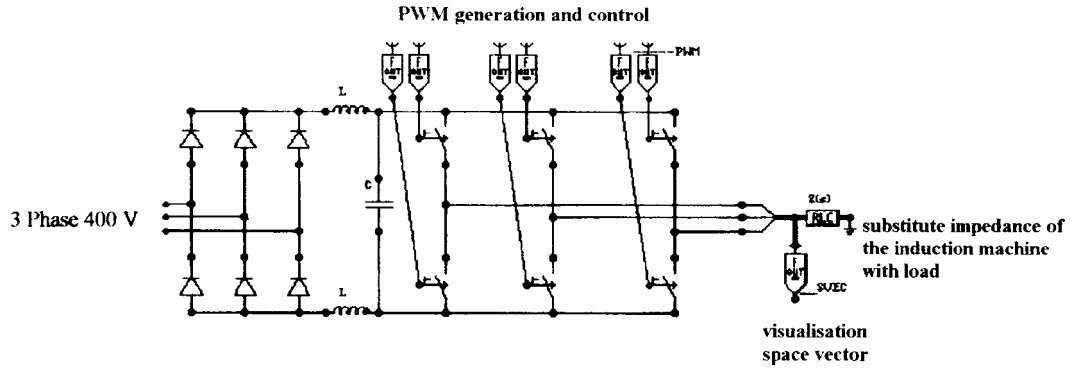 PWM generation and control
PWM
L
C
3 Phase 400 V
L
Z(s)
RLC
substitute impedance of
the induction machine
with load
OUT
SVEC
visualisation
space vector